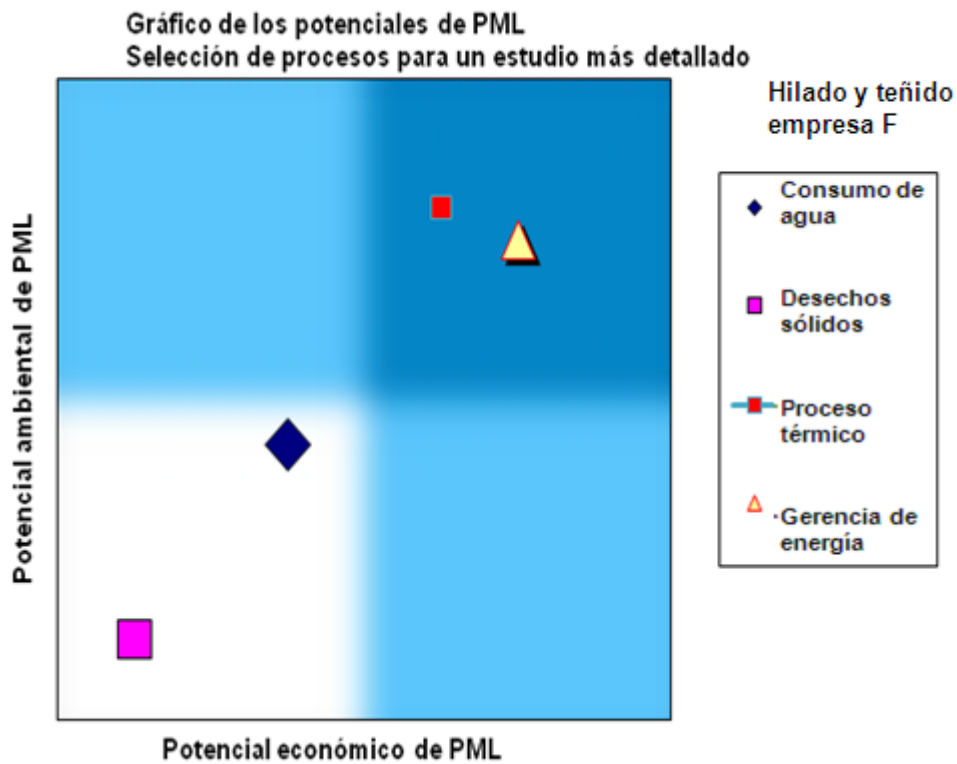 Gráfico de los potenciales de PML
Selección de procesos para un estudio más detallado
Hilado y teñido
empresa F
Consumo de
agua
Desechos
sólidos
Proceso
térmico
Gerencia de
energía
Potencial ambiental de PML
Potencial económico de PML